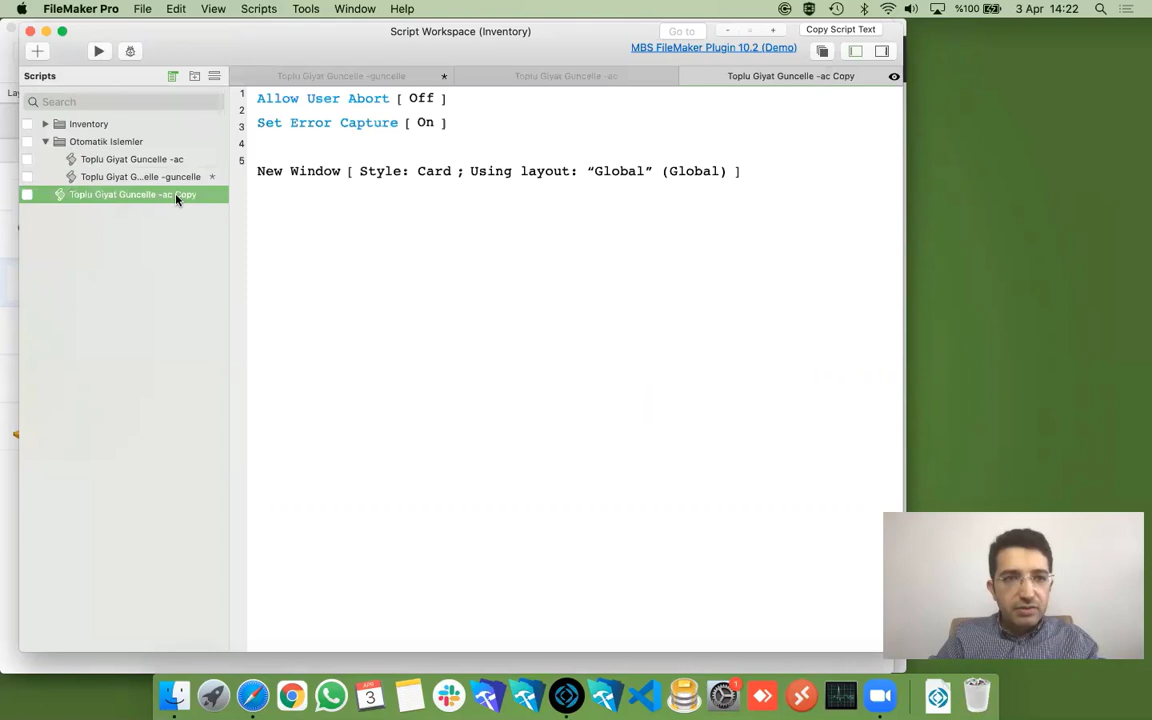 FileMaker Pro File Edit View Scripts Tools Window Help %100 3 Apr 14:22
Script Workspace (Inventory)
Go to - + Copy Script Text
MBS FileMaker Plugin 10.2 (Demo)
Scripts
Toplu Giyat Guncelle -guncelle *
Toplu Giyat Guncelle -ac
Toplu Giyat Guncelle -ac Copy
Search
Inventory
Otomatik Islemler
Toplu Giyat Guncelle -ac
Toplu Giyat G...elle -guncelle *
Toplu Giyat Guncelle -ac Copy
1 Allow User Abort [ Off ]
2
3 Set Error Capture [ On ]
4
5 New Window [ Style: Card ; Using layout: “Global” (Global) ]
3
1